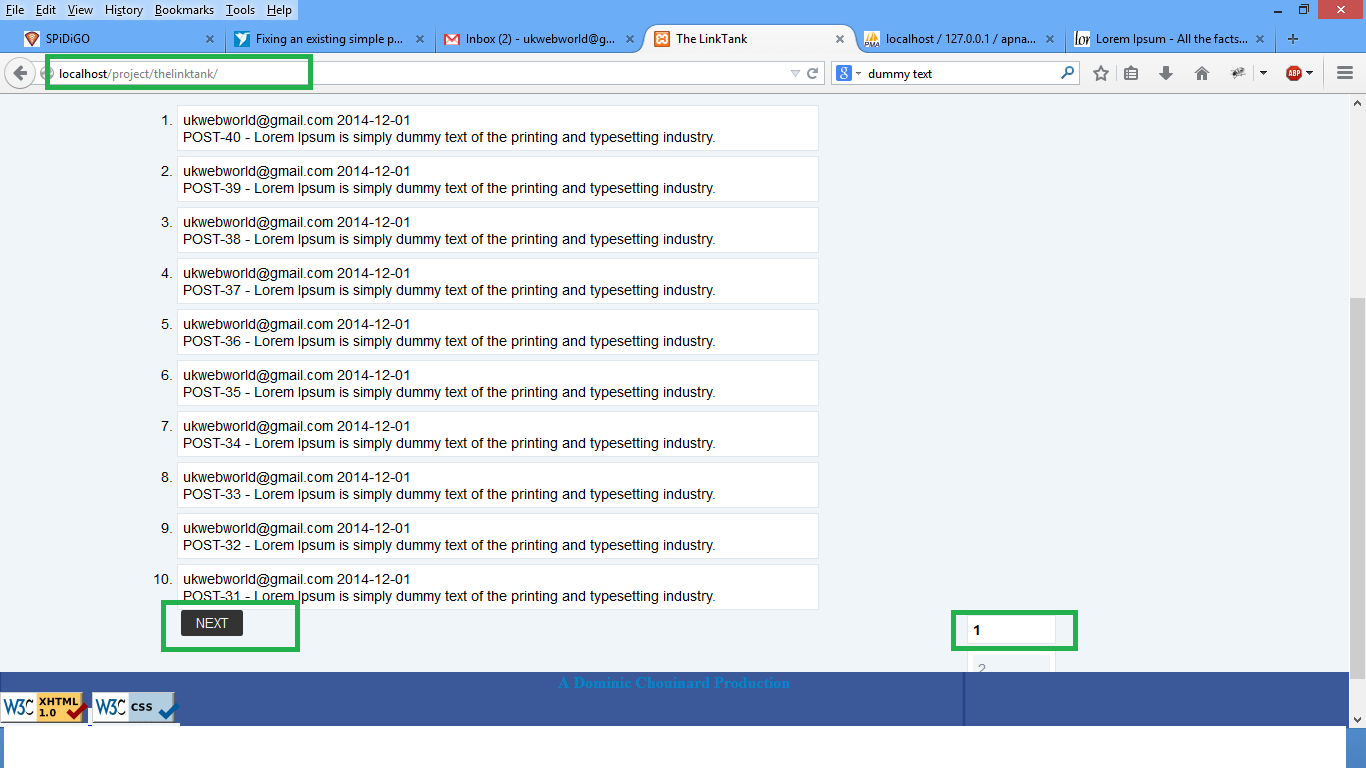 File Edit View History Bookmarks Tools Help
SPiDiGO
Fixing an existing simple p...
Inbox (2) - ukwebworld@g...
The LinkTank
localhost / 127.0.0.1 / apna...
Lorem Ipsum - All the facts...
localhost/project/thelinktank/
dummy text
1. ukwebworld@gmail.com 2014-12-01
POST-40 - Lorem Ipsum is simply dummy text of the printing and typesetting industry.
2. ukwebworld@gmail.com 2014-12-01
POST-39 - Lorem Ipsum is simply dummy text of the printing and typesetting industry.
3. ukwebworld@gmail.com 2014-12-01
POST-38 - Lorem Ipsum is simply dummy text of the printing and typesetting industry.
4. ukwebworld@gmail.com 2014-12-01
POST-37 - Lorem Ipsum is simply dummy text of the printing and typesetting industry.
5. ukwebworld@gmail.com 2014-12-01
POST-36 - Lorem Ipsum is simply dummy text of the printing and typesetting industry.
6. ukwebworld@gmail.com 2014-12-01
POST-35 - Lorem Ipsum is simply dummy text of the printing and typesetting industry.
7. ukwebworld@gmail.com 2014-12-01
POST-34 - Lorem Ipsum is simply dummy text of the printing and typesetting industry.
8. ukwebworld@gmail.com 2014-12-01
POST-33 - Lorem Ipsum is simply dummy text of the printing and typesetting industry.
9. ukwebworld@gmail.com 2014-12-01
POST-32 - Lorem Ipsum is simply dummy text of the printing and typesetting industry.
10. ukwebworld@gmail.com 2014-12-01
POST-31 - Lorem Ipsum is simply dummy text of the printing and typesetting industry.
NEXT
1
2
A Dominic Chouinard Production
W3C XHTML 1.0
W3C css